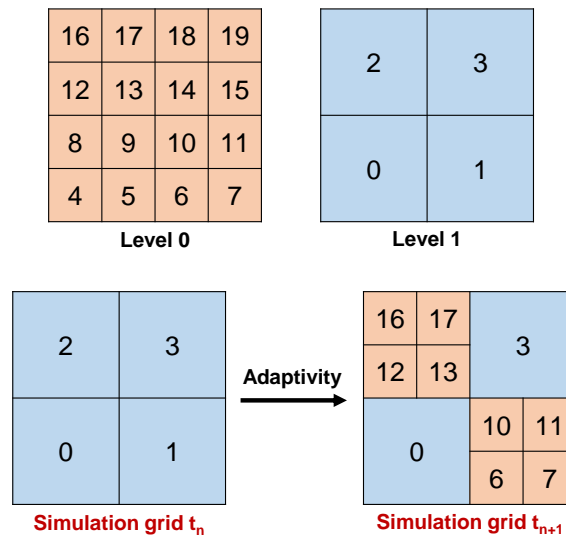 16 17 18 19
12 13 14 15
8 9 10 11
4 5 6 7
Level 0
2 3
0 1
Level 1
2 3
0 1
Simulation grid tn
Adaptivity
16 17
12 13
3
0
10 11
6 7
Simulation grid tn+1